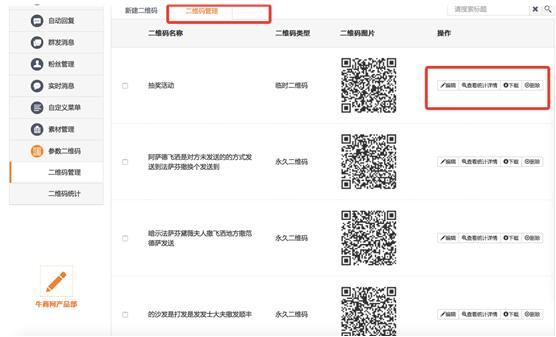 新建二维码
二维码管理
请搜索标题
自动回复
群发消息
粉丝管理
实时消息
自定义菜单
素材管理
参数二维码
二维码管理
二维码统计
牛商网产品部
二维码名称
二维码类型
二维码图片
操作
抽奖活动
临时二维码
编辑 查看统计详情 下载 删除
阿萨德飞洒是对方未发送的的方式发
送到法萨芬撤换个发送到
永久二维码
编辑 查看统计详情 下载 删除
暗示法萨芬黛薇夫人撤飞洒地方撤范
德萨发送
永久二维码
编辑 查看统计详情 下载 删除
的沙发是打发是发发士大夫撤发顺丰
永久二维码
编辑 查看统计详情 下载 删除